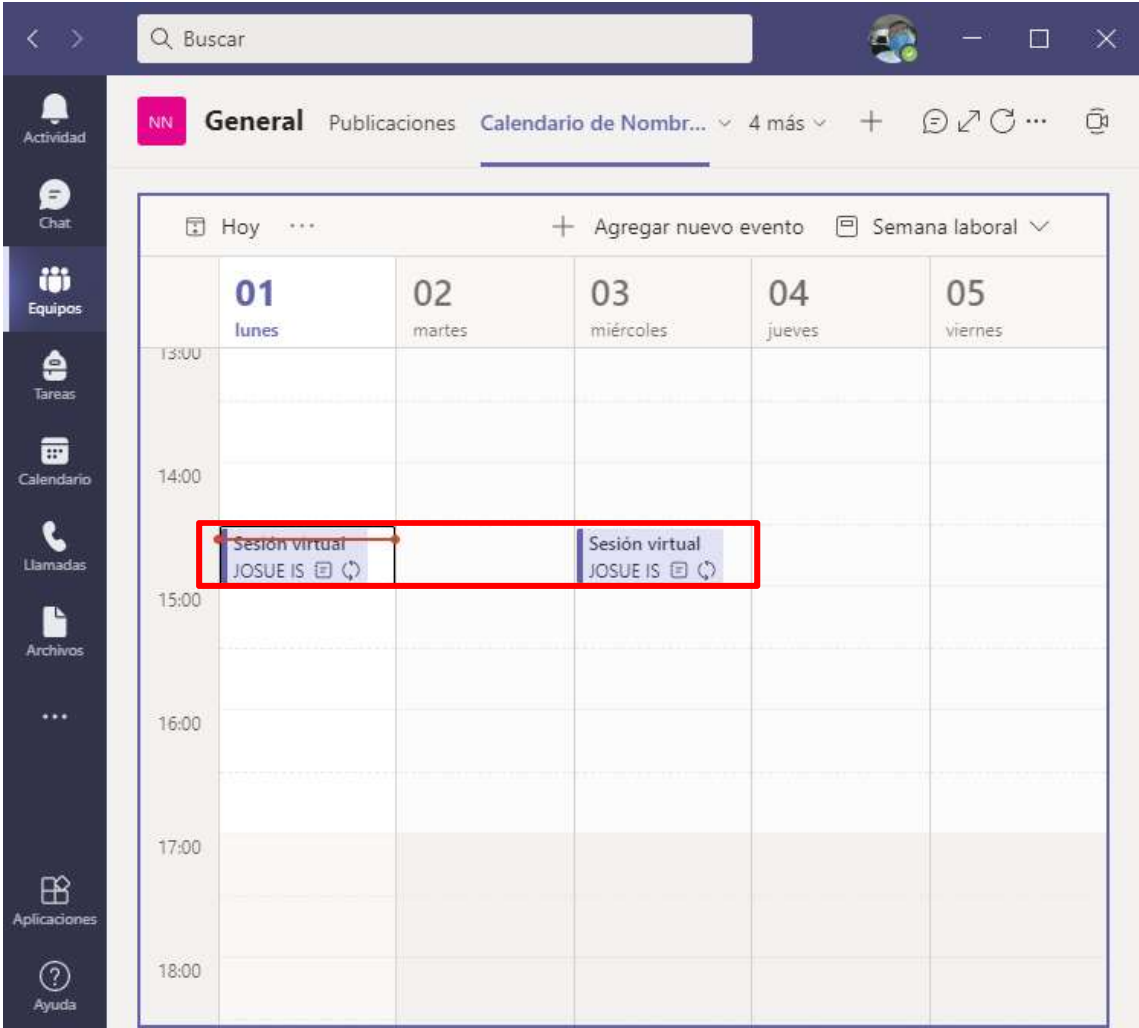 Buscar
Actividad
NN General Publicaciones Calendario de Nombr... 4 más
Chat
Hoy ... Agregar nuevo evento Semana laboral
Equipos
01 02 03 04 05
lunes martes miércoles jueves viernes
13:00
Tareas
Calendario
14:00
Sesión virtual Sesión virtual
JOSUE IS JOSUE IS
Llamadas
15:00
Archivos
...
16:00
17:00
Aplicaciones
18:00
Ayuda